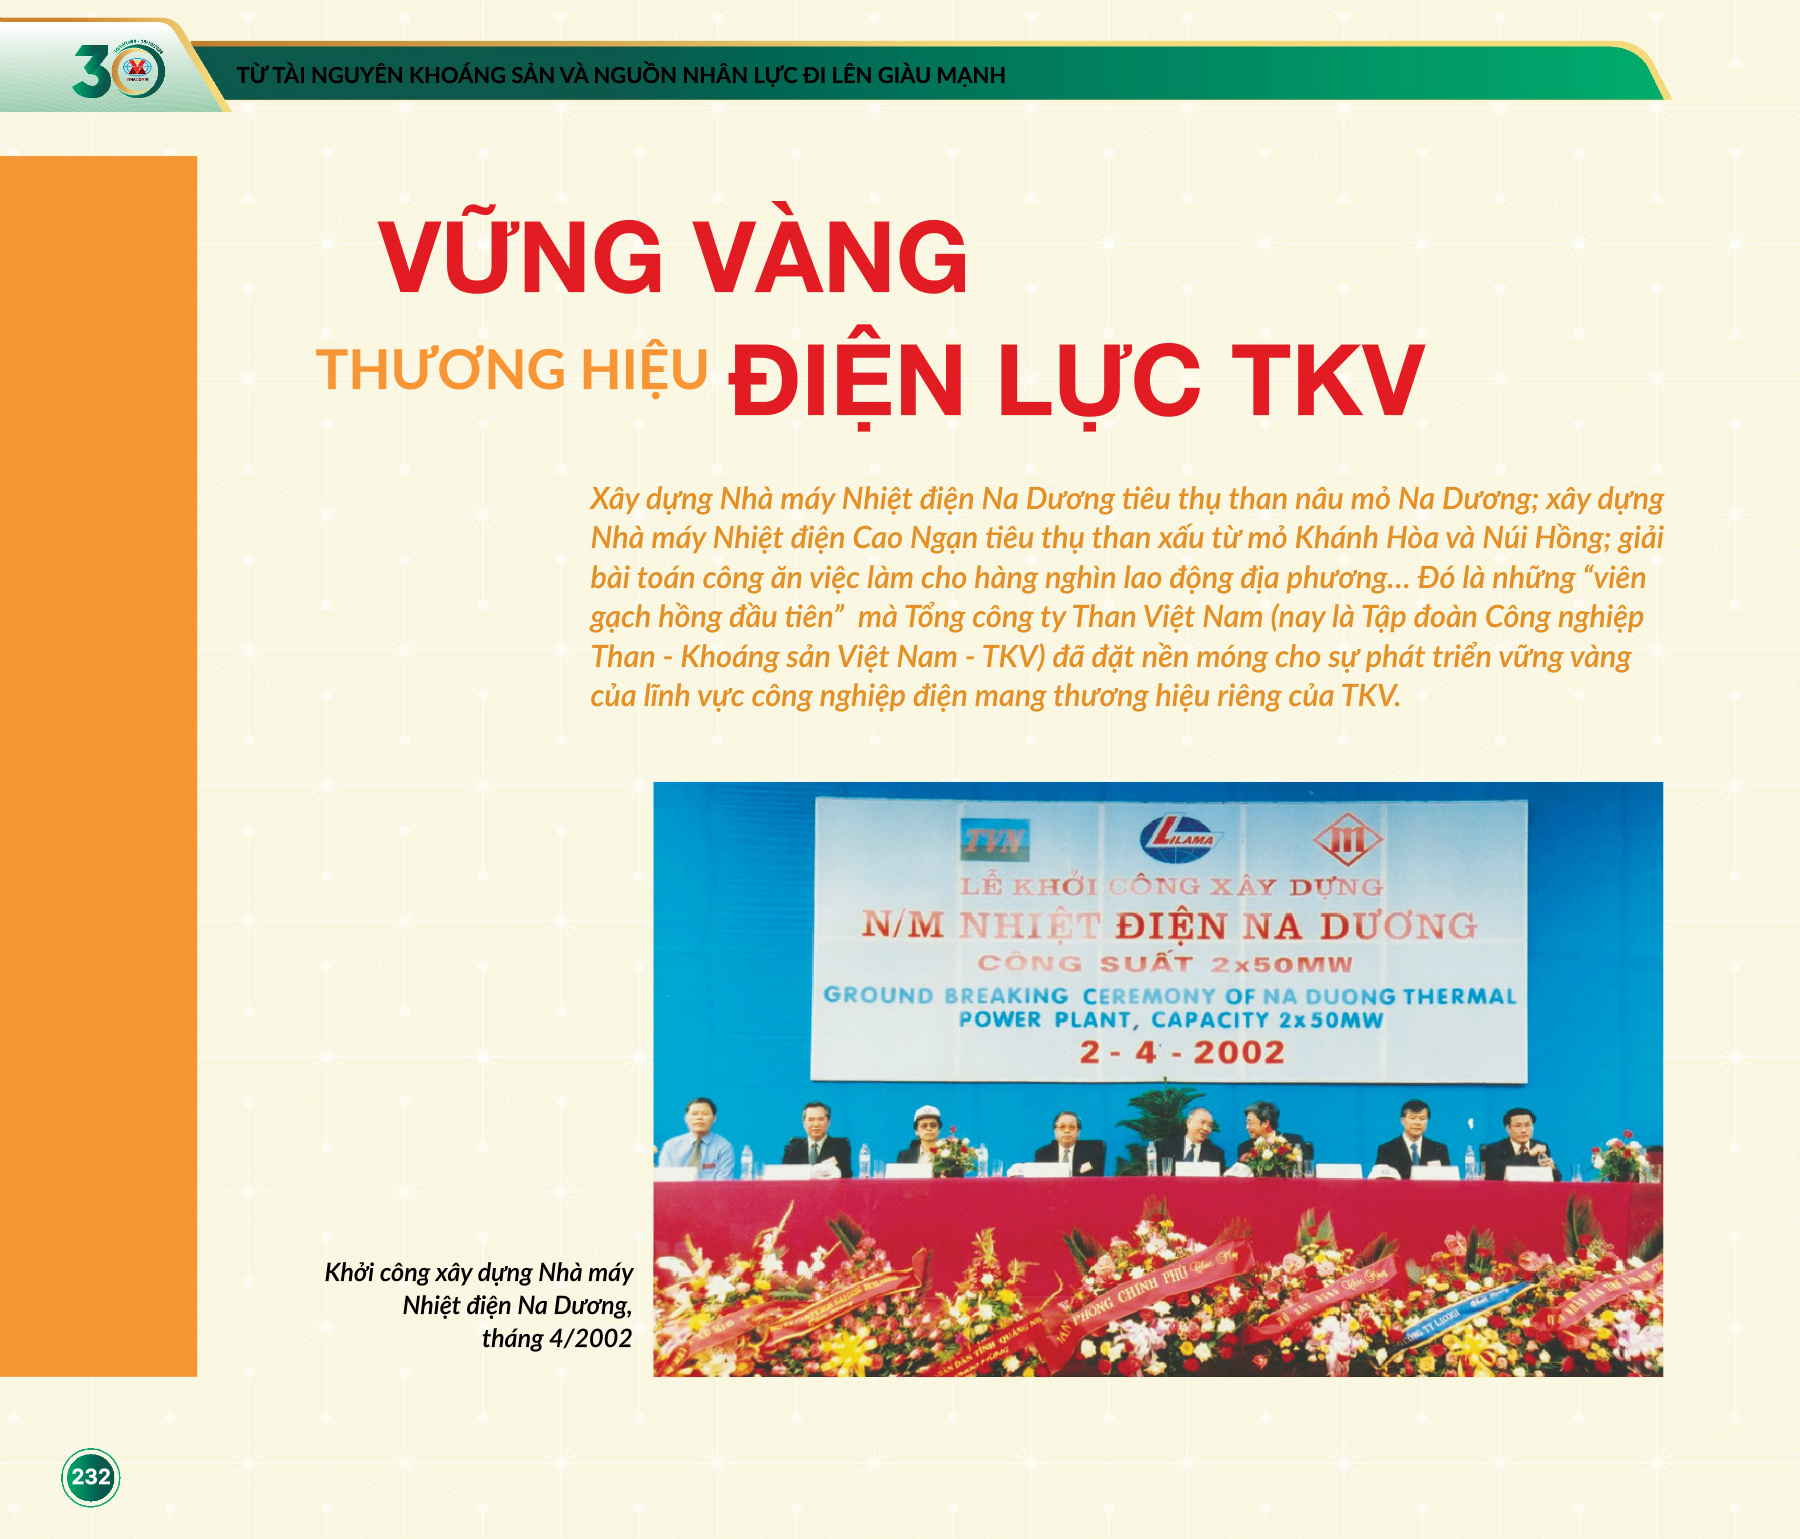 30
TỪ TÀI NGUYÊN KHOÁNG SẢN VÀ NGUỒN NHÂN LỰC ĐI LÊN GIÀU MẠNH
VỮNG VÀNG
THƯƠNG HIỆU ĐIỆN LỰC TKV
Xây dựng Nhà máy Nhiệt điện Na Dương tiêu thụ than nâu mỏ Na Dương; xây dựng
Nhà máy Nhiệt điện Cao Ngạn tiêu thụ than xấu từ mỏ Khánh Hòa và Núi Hồng; giải
bài toán công ăn việc làm cho hàng nghìn lao động địa phương... Đó là những “viên
gạch hồng đầu tiên” mà Tổng công ty Than Việt Nam (nay là Tập đoàn Công nghiệp
Than - Khoáng sản Việt Nam - TKV) đã đặt nền móng cho sự phát triển vững vàng
của lĩnh vực công nghiệp điện mang thương hiệu riêng của TKV.
TVN LILAMA M
LỄ KHỞI CÔNG XÂY DỰNG
N/M NHIỆT ĐIỆN NA DƯƠNG
CÔNG SUẤT 2x50MW
GROUND BREAKING CEREMONY OF NA DUONG THERMAL
POWER PLANT, CAPACITY 2x50MW
2 - 4 - 2002
PHÒNG CHÍNH PHỦ
Khởi công xây dựng Nhà máy
Nhiệt điện Na Dương,
tháng 4/2002
232